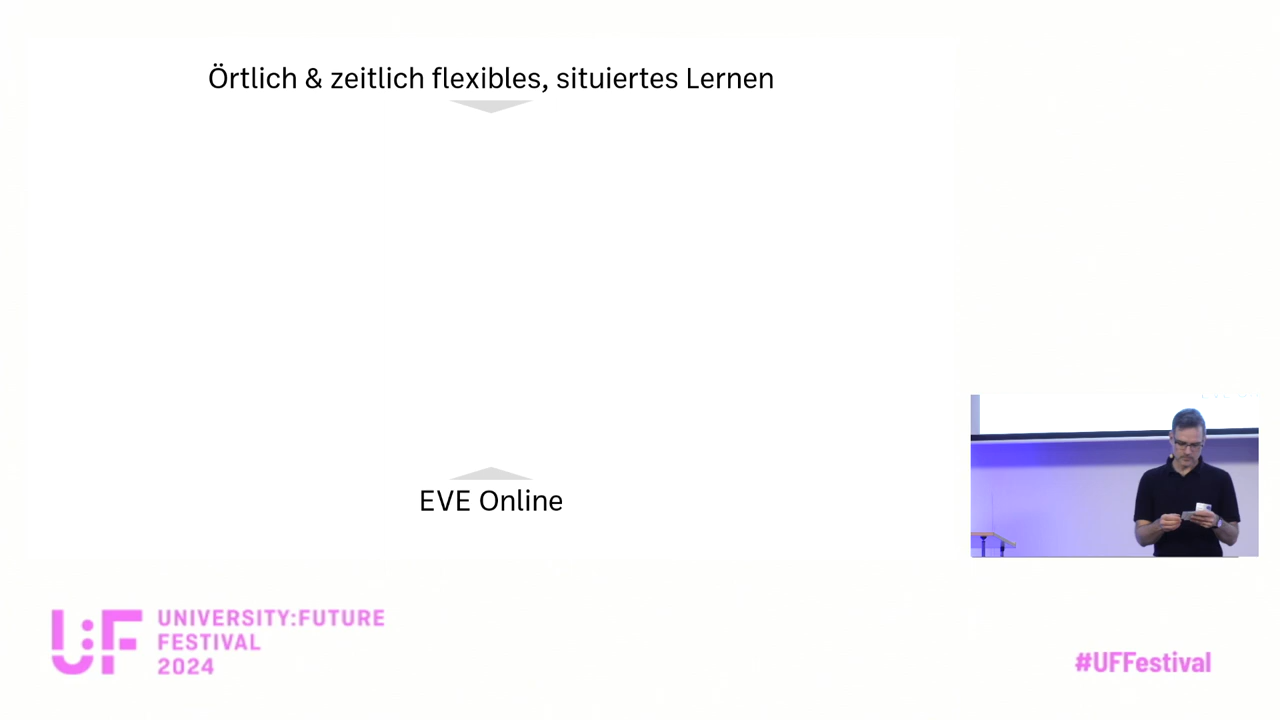 Örtlich & zeitlich flexibles, situiertes Lernen
EVE Online
UNIVERSITY:FUTURE
FESTIVAL
2024
U:F
#UFFestival